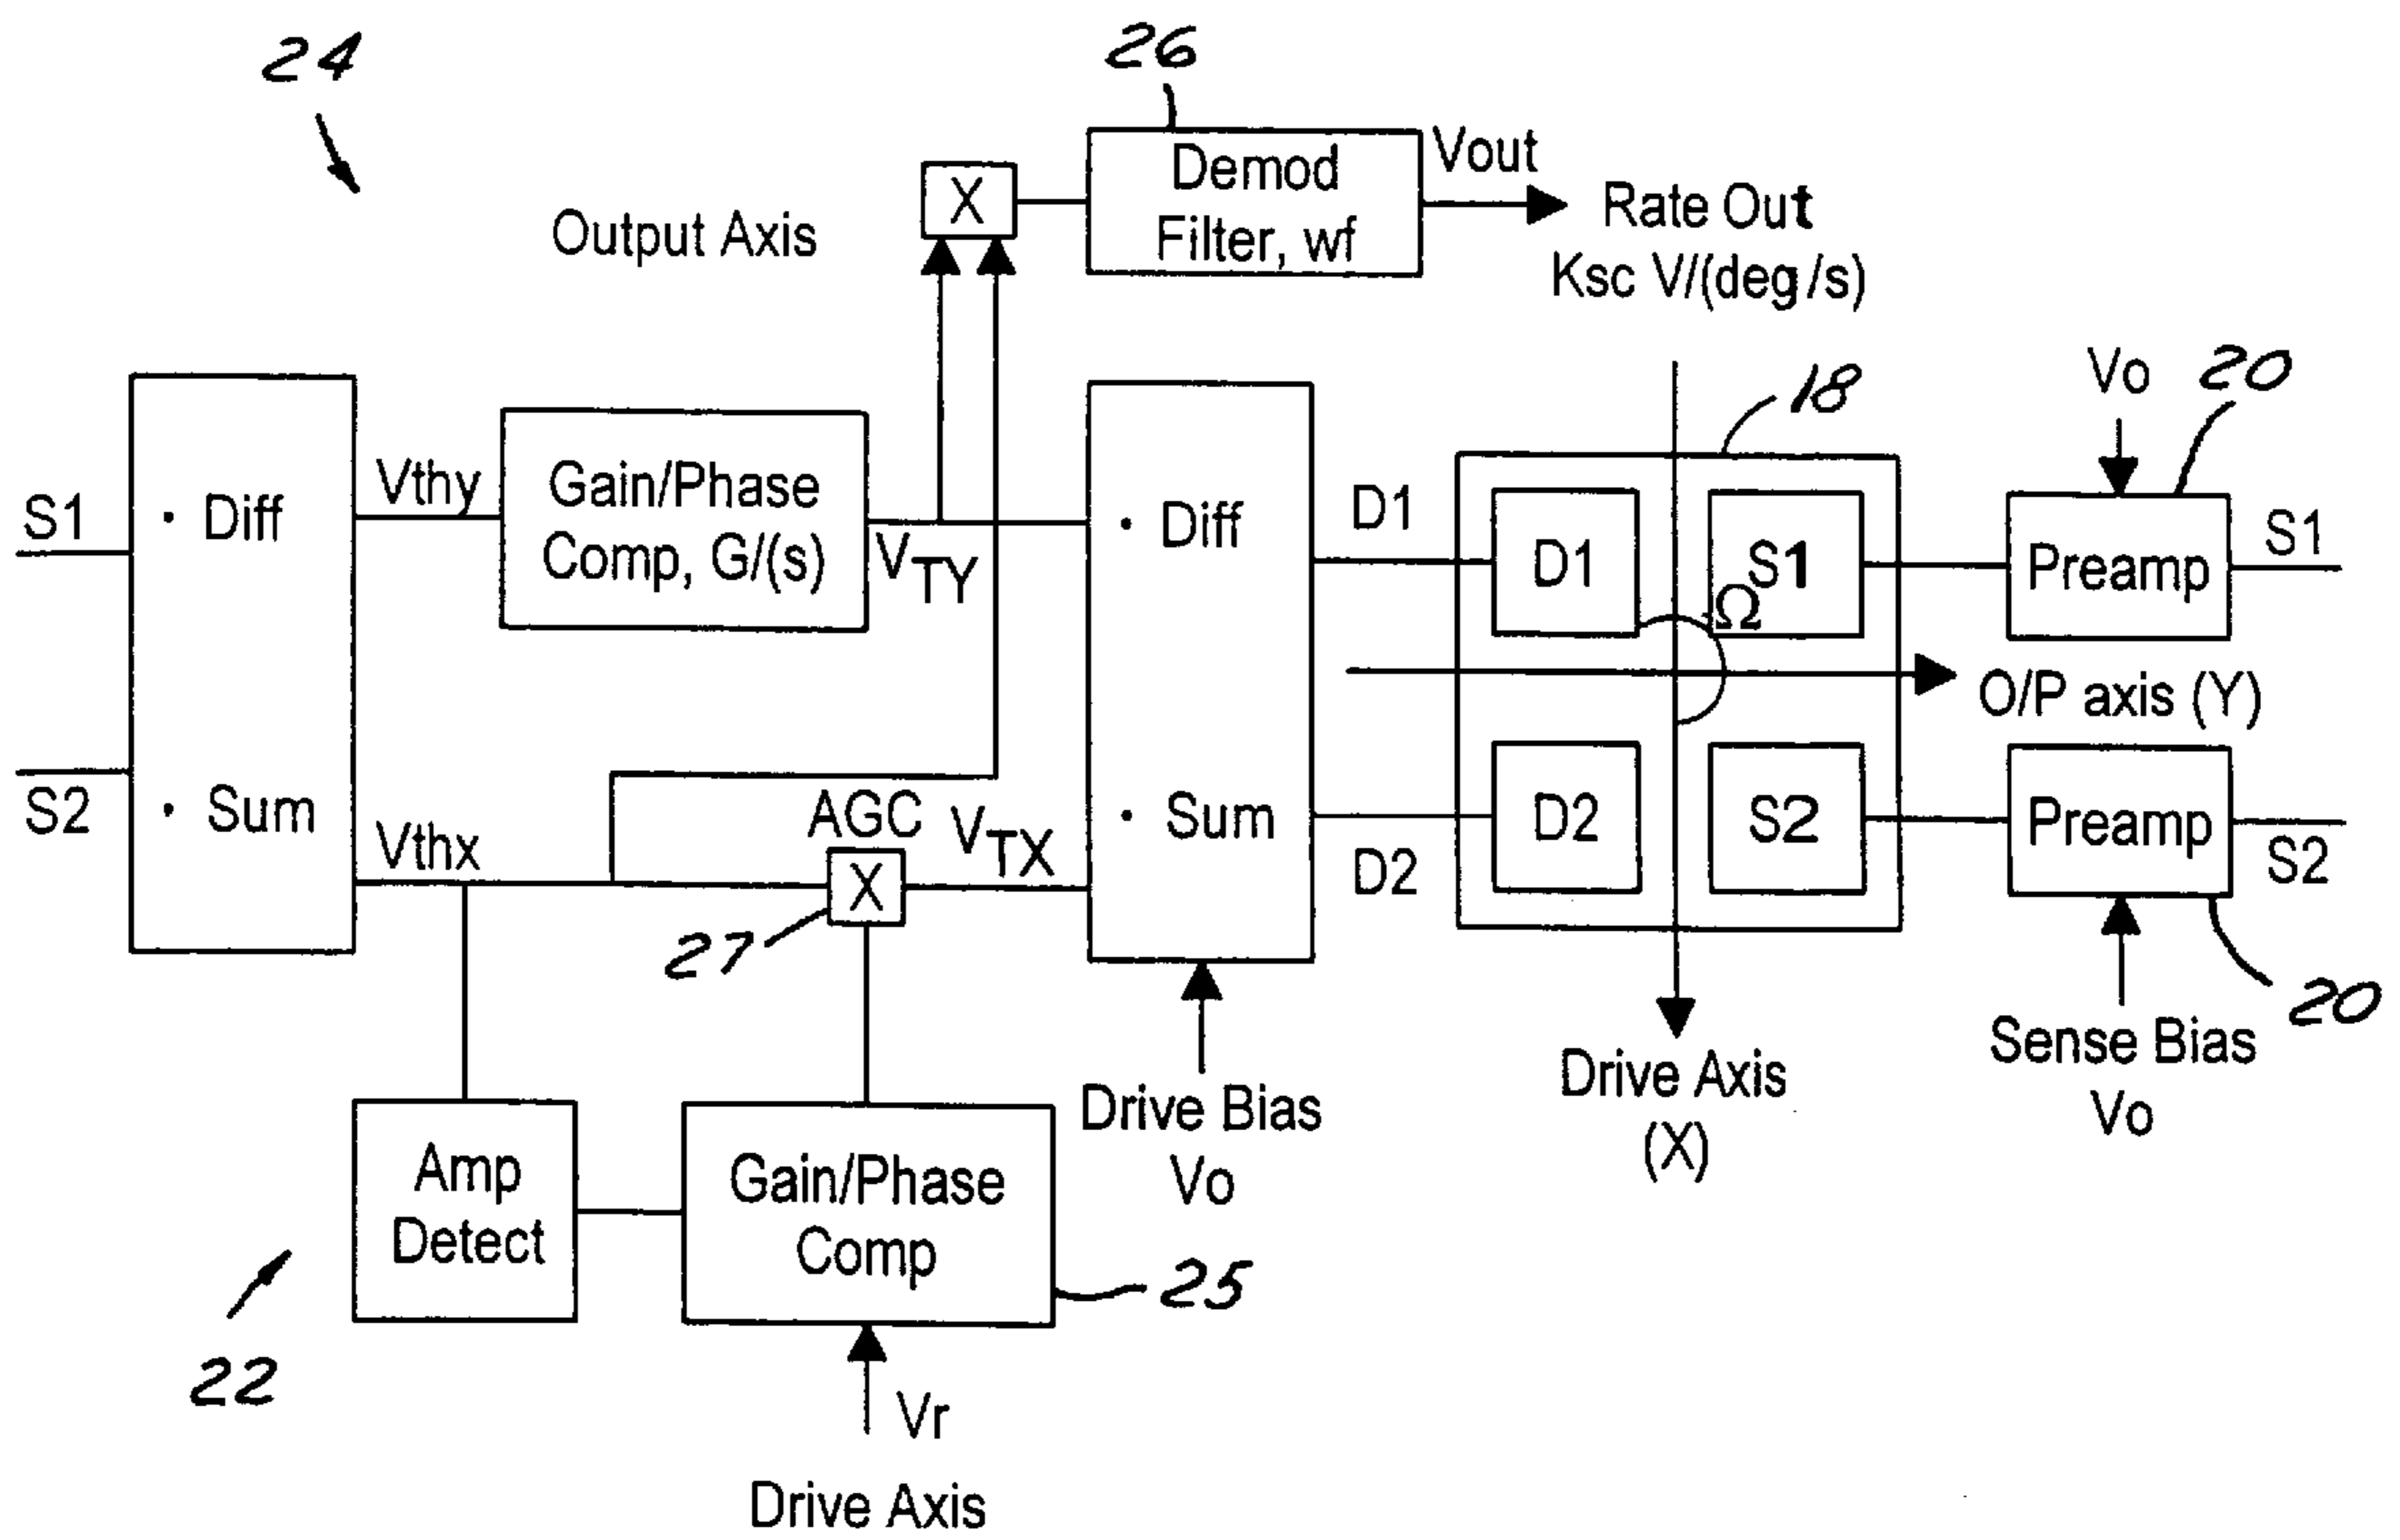 24
26
Output Axis
X
Demod
Filter, wf
Vout
Rate Out
Ksc V/(deg/s)
S1
S2
· Diff
· Sum
Vthy
Vthx
Gain/Phase
Comp, G/(s)
VTY
AGC
X
27
VTX
· Diff
· Sum
D1
D2
18
D1
S1
Ω
D2
S2
Vo
20
Preamp
S1
O/P axis (Y)
Preamp
S2
20
Sense Bias
Vo
Drive Axis
(X)
Drive Bias
Vo
Amp
Detect
Gain/Phase
Comp
25
22
Vr
Drive Axis